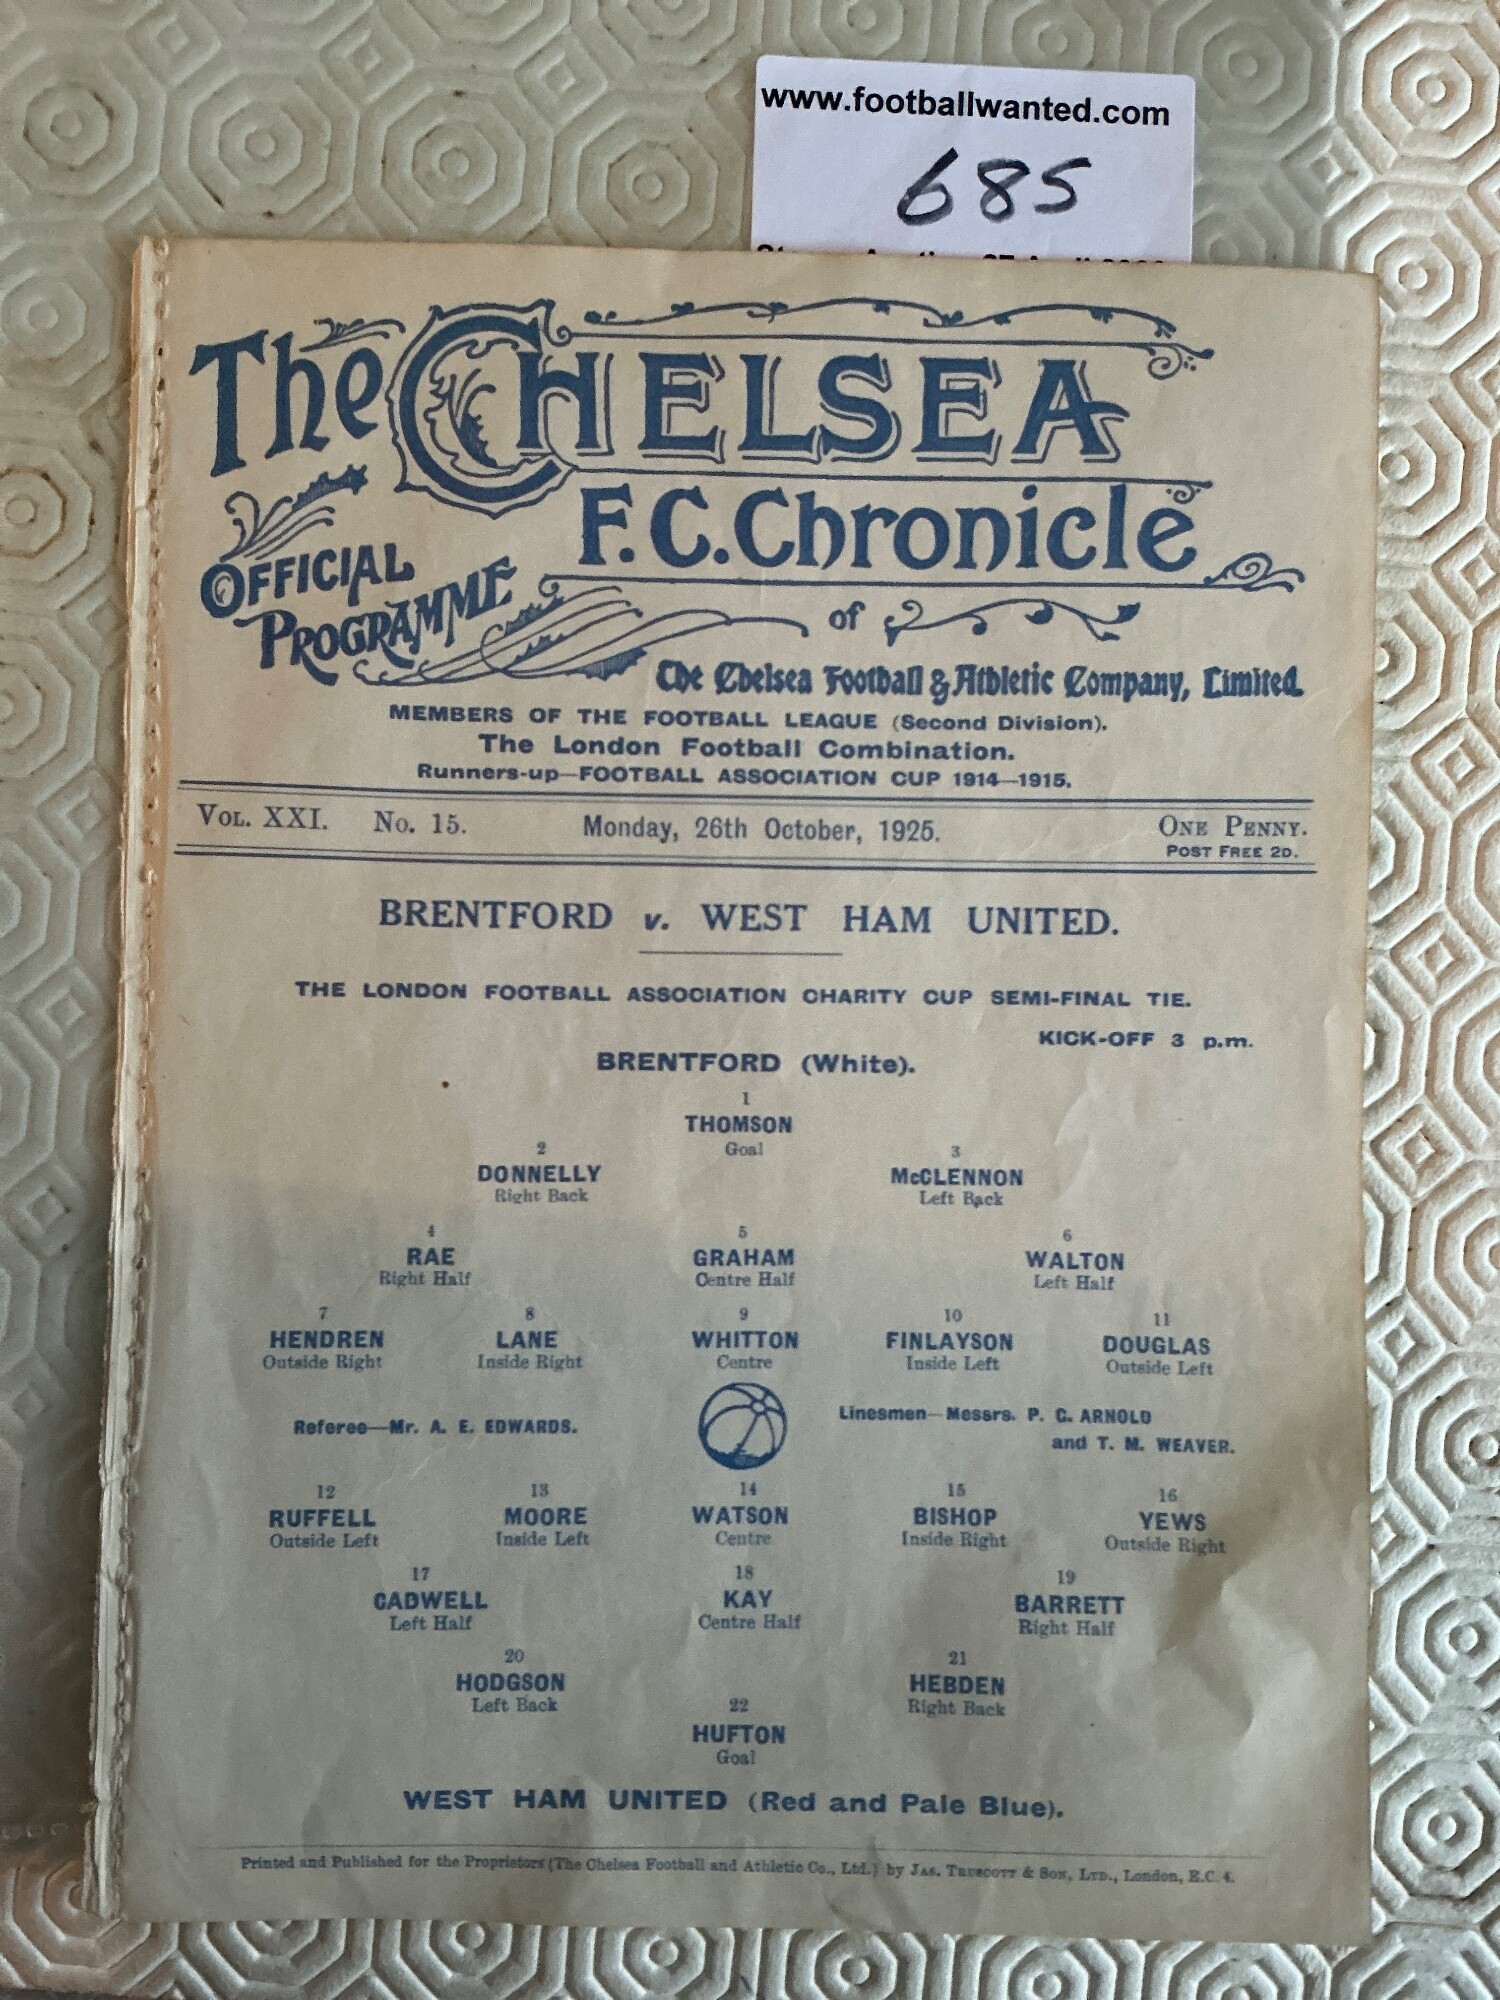 www.footballwanted.com
685
The CHELSEA
F.C. Chronicle
OFFICIAL
PROGRAMME
of
The Chelsea Football & Athletic Company, Limited.
MEMBERS OF THE FOOTBALL LEAGUE (Second Division).
The London Football Combination.
Runners-up—FOOTBALL ASSOCIATION CUP 1914—1915.
VOL. XXI. No. 15. Monday, 26th October, 1925. ONE PENNY.
POST FREE 2D.
BRENTFORD v. WEST HAM UNITED.
THE LONDON FOOTBALL ASSOCIATION CHARITY CUP SEMI-FINAL TIE.
KICK-OFF 3 p.m.
BRENTFORD (White).
1
THOMSON
Goal
2 3
DONNELLY McCLENNON
Right Back Left Back
4 5 6
RAE GRAHAM WALTON
Right Half Centre Half Left Half
7 8 9 10 11
HENDREN LANE WHITTON FINLAYSON DOUGLAS
Outside Right Inside Right Centre Inside Left Outside Left
Referee—Mr. A. E. EDWARDS. Linesmen—Messrs. P. C. ARNOLD
and T. M. WEAVER.
12 13 14 15 16
RUFFELL MOORE WATSON BISHOP YEWS
Outside Left Inside Left Centre Inside Right Outside Right
17 18 19
CADWELL KAY BARRETT
Left Half Centre Half Right Half
20 21
HODGSON HEBDEN
Left Back Right Back
22
HUFTON
Goal
WEST HAM UNITED (Red and Pale Blue).
Printed and Published for the Proprietors (The Chelsea Football and Athletic Co., Ltd.) by JAS. TRUSCOTT & SON, LTD., London, E.C. 4.